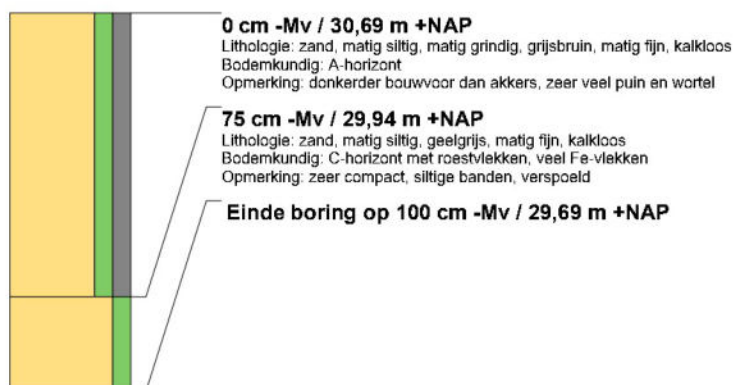 0 cm -Mv / 30,69 m +NAP
Lithologie: zand, matig siltig, matig grindig, grijsbruin, matig fijn, kalkloos
Bodemkundig: A-horizont
Opmerking: donkerder bouwvoor dan akkers, zeer veel puin en wortel
75 cm -Mv / 29,94 m +NAP
Lithologie: zand, matig siltig, geelgrijs, matig fijn, kalkloos
Bodemkundig: C-horizont met roestvlekken, veel Fe-vlekken
Opmerking: zeer compact, siltige banden, verspoeld
Einde boring op 100 cm -Mv / 29,69 m +NAP